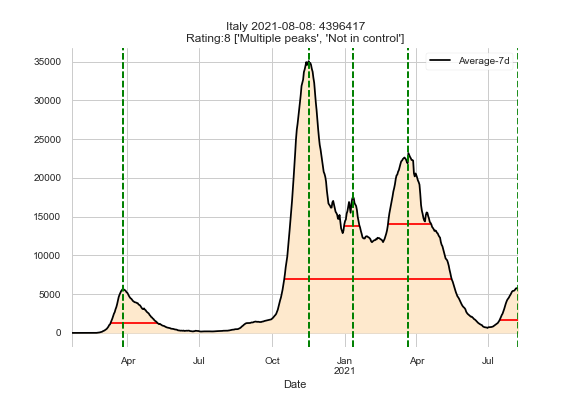 Italy 2021-08-08: 4396417
Rating:8 ['Multiple peaks', 'Not in control']
Average-7d
35000
30000
25000
20000
15000
10000
5000
0
Apr
Jul
Oct
Jan
2021
Apr
Jul
Date